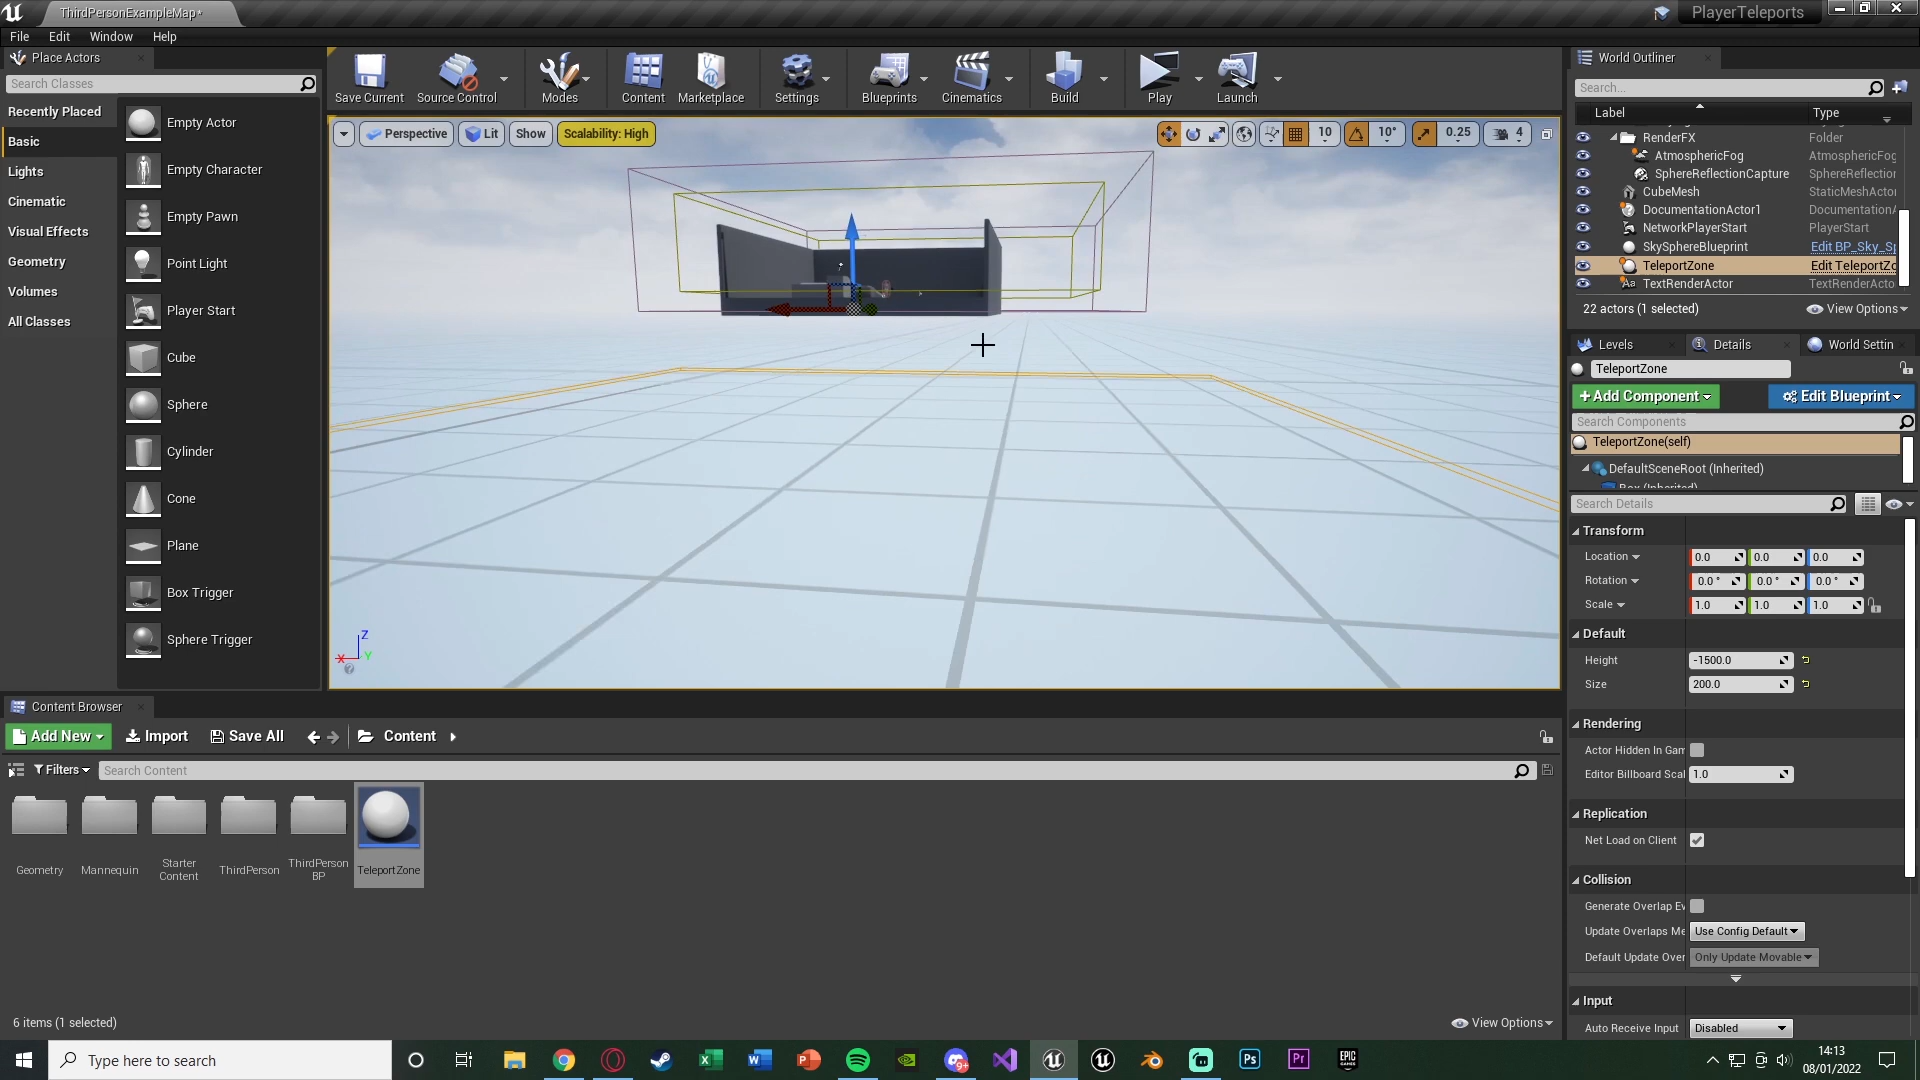 ThirdPersonExampleMap*
PlayerTeleports
File
Edit
Window
Help
Place Actors
Search Classes
Recently Placed
Basic
Lights
Cinematic
Visual Effects
Geometry
Volumes
All Classes
Empty Actor
Empty Character
Empty Pawn
Point Light
Player Start
Cube
Sphere
Cylinder
Cone
Plane
Box Trigger
Sphere Trigger
Save Current
Source Control
Modes
Content
Marketplace
Settings
Blueprints
Cinematics
Build
Play
Launch
Perspective
Lit
Show
Scalability: High
10
10°
0.25
4
Z
X
Y
World Outliner
Search...
Label
Type
RenderFX
Folder
AtmosphericFog
AtmosphericFog
SphereReflectionCapture
SphereReflection
CubeMesh
StaticMeshActor
DocumentationActor1
DocumentationA
NetworkPlayerStart
PlayerStart
SkySphereBlueprint
Edit BP_Sky_Sp
TeleportZone
Edit TeleportZo
TextRenderActor
TextRenderActo
22 actors (1 selected)
View Options
Levels
Details
World Settin
TeleportZone
+Add Component
Edit Blueprint
Search Components
TeleportZone(self)
DefaultSceneRoot (Inherited)
Box (Inherited)
Search Details
Transform
Location
0.0
0.0
0.0
Rotation
0.0 °
0.0 °
0.0 °
Scale
1.0
1.0
1.0
Default
Height
-1500.0
Size
200.0
Rendering
Actor Hidden In Gam
Editor Billboard Scal
1.0
Replication
Net Load on Client
Collision
Generate Overlap Ev
Update Overlaps Me
Use Config Default
Default Update Over
Only Update Movable
Input
Auto Receive Input
Disabled
Content Browser
Add New
Import
Save All
Content
Filters
Search Content
Geometry
Mannequin
Starter
Content
ThirdPerson
ThirdPerson
BP
TeleportZone
6 items (1 selected)
View Options
Type here to search
EPIC
GAMES
14:13
08/01/2022